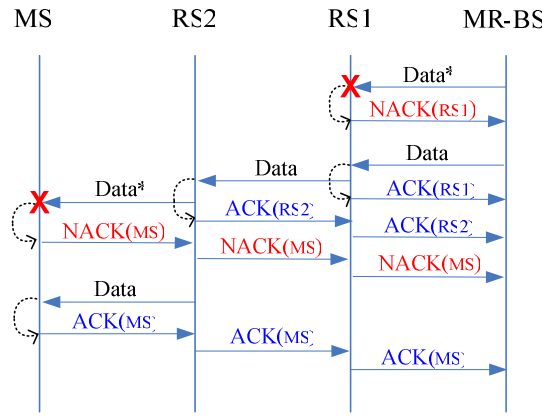 MS RS2 RS1 MR-BS
Data*
NACK(RS1)
Data
Data
Data*
ACK(RS1)
ACK(RS2)
ACK(RS2)
NACK(MS)
NACK(MS)
NACK(MS)
Data
ACK(MS)
ACK(MS)
ACK(MS)